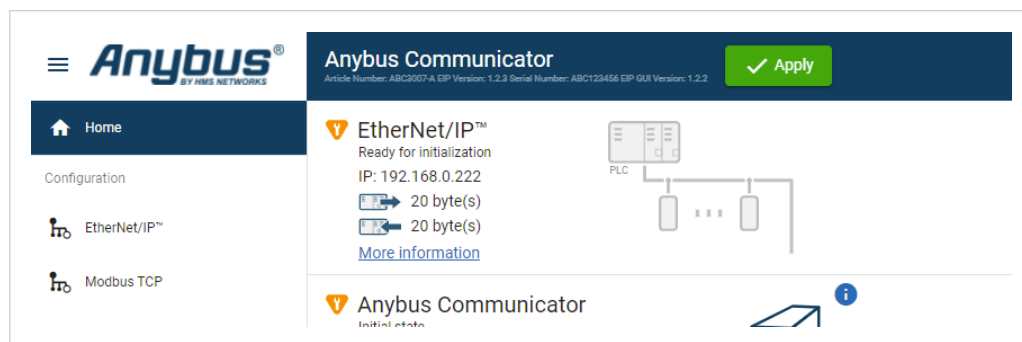 Anybus®
BY HMS NETWORKS
Anybus Communicator
Article Number: ABC3007-A EIP Version: 1.2.3 Serial Number: ABC123456 EIP GUI Version: 1.2.2
Apply
Home
Configuration
EtherNet/IP™
Modbus TCP
EtherNet/IP™
Ready for initialization
IP: 192.168.0.222
20 byte(s)
20 byte(s)
More information
PLC
Anybus Communicator
Initial state